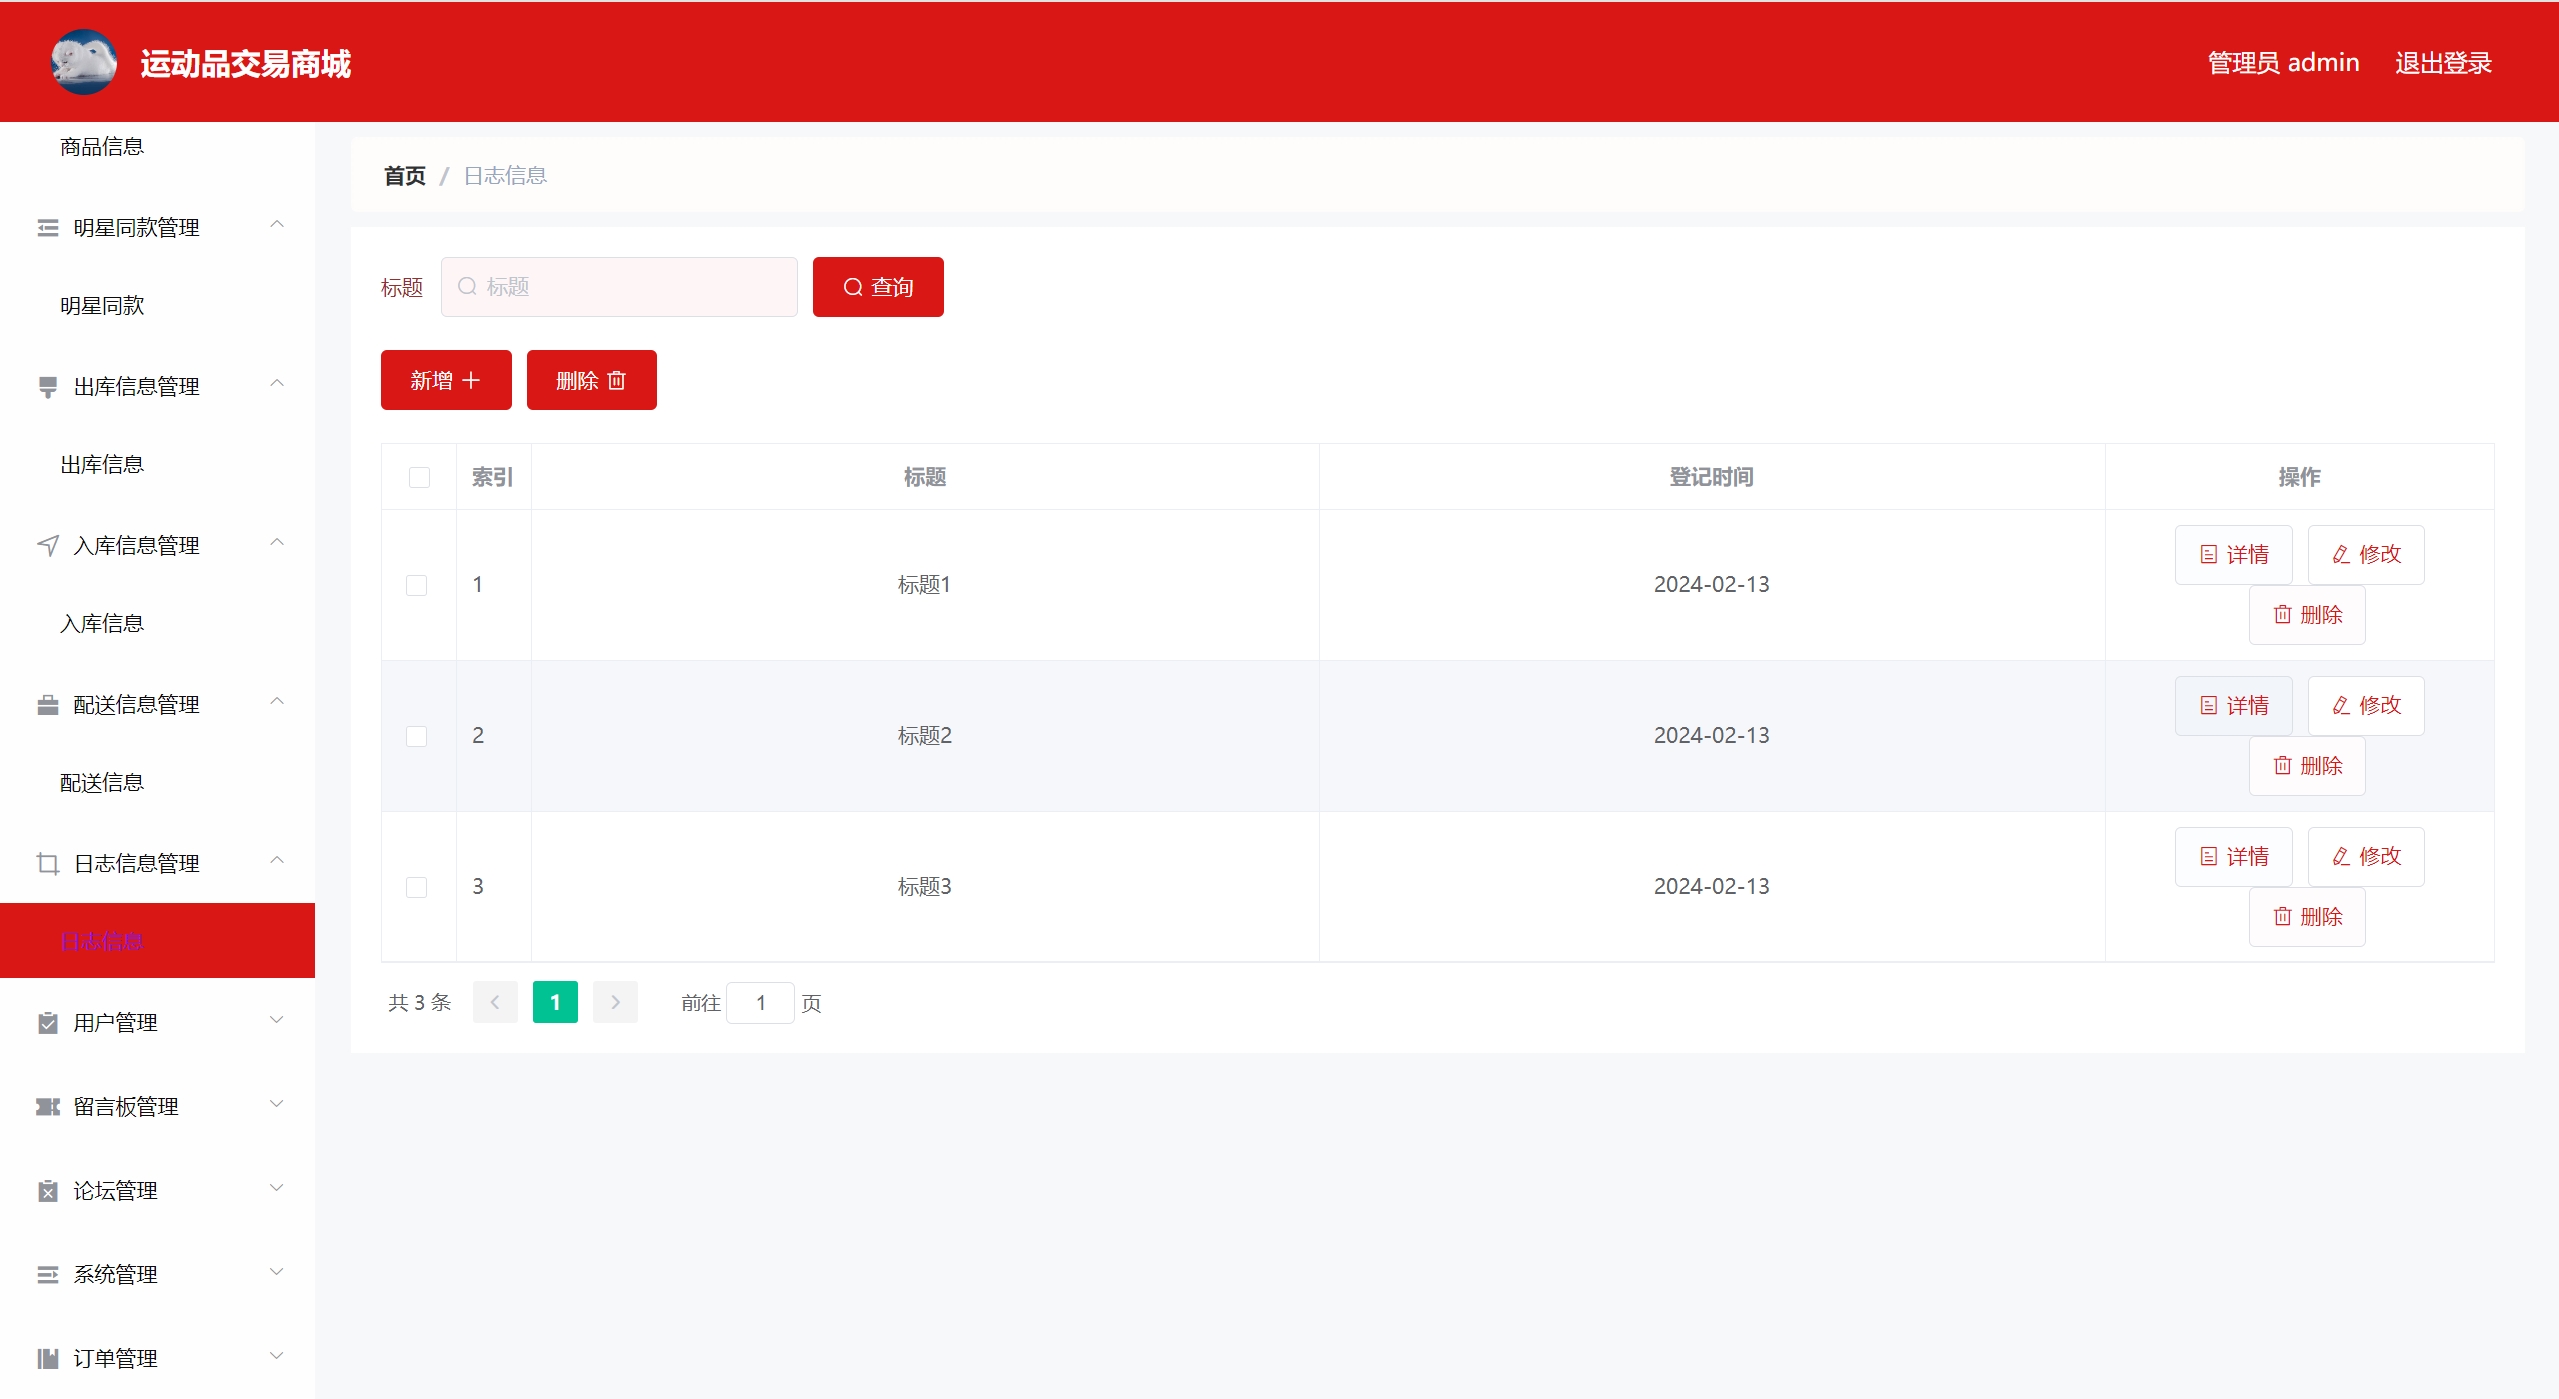 运动品交易商城
管理员 admin 退出登录
商品信息
明星同款管理
明星同款
出库信息管理
出库信息
入库信息管理
入库信息
配送信息管理
配送信息
日志信息管理
日志信息
用户管理
留言板管理
论坛管理
系统管理
订单管理
首页 / 日志信息
标题 标题 查询
新增 删除
索引 标题 登记时间 操作
1 标题1 2024-02-13 详情 修改
删除
2 标题2 2024-02-13 详情 修改
删除
3 标题3 2024-02-13 详情 修改
删除
共 3 条 1 前往 1 页